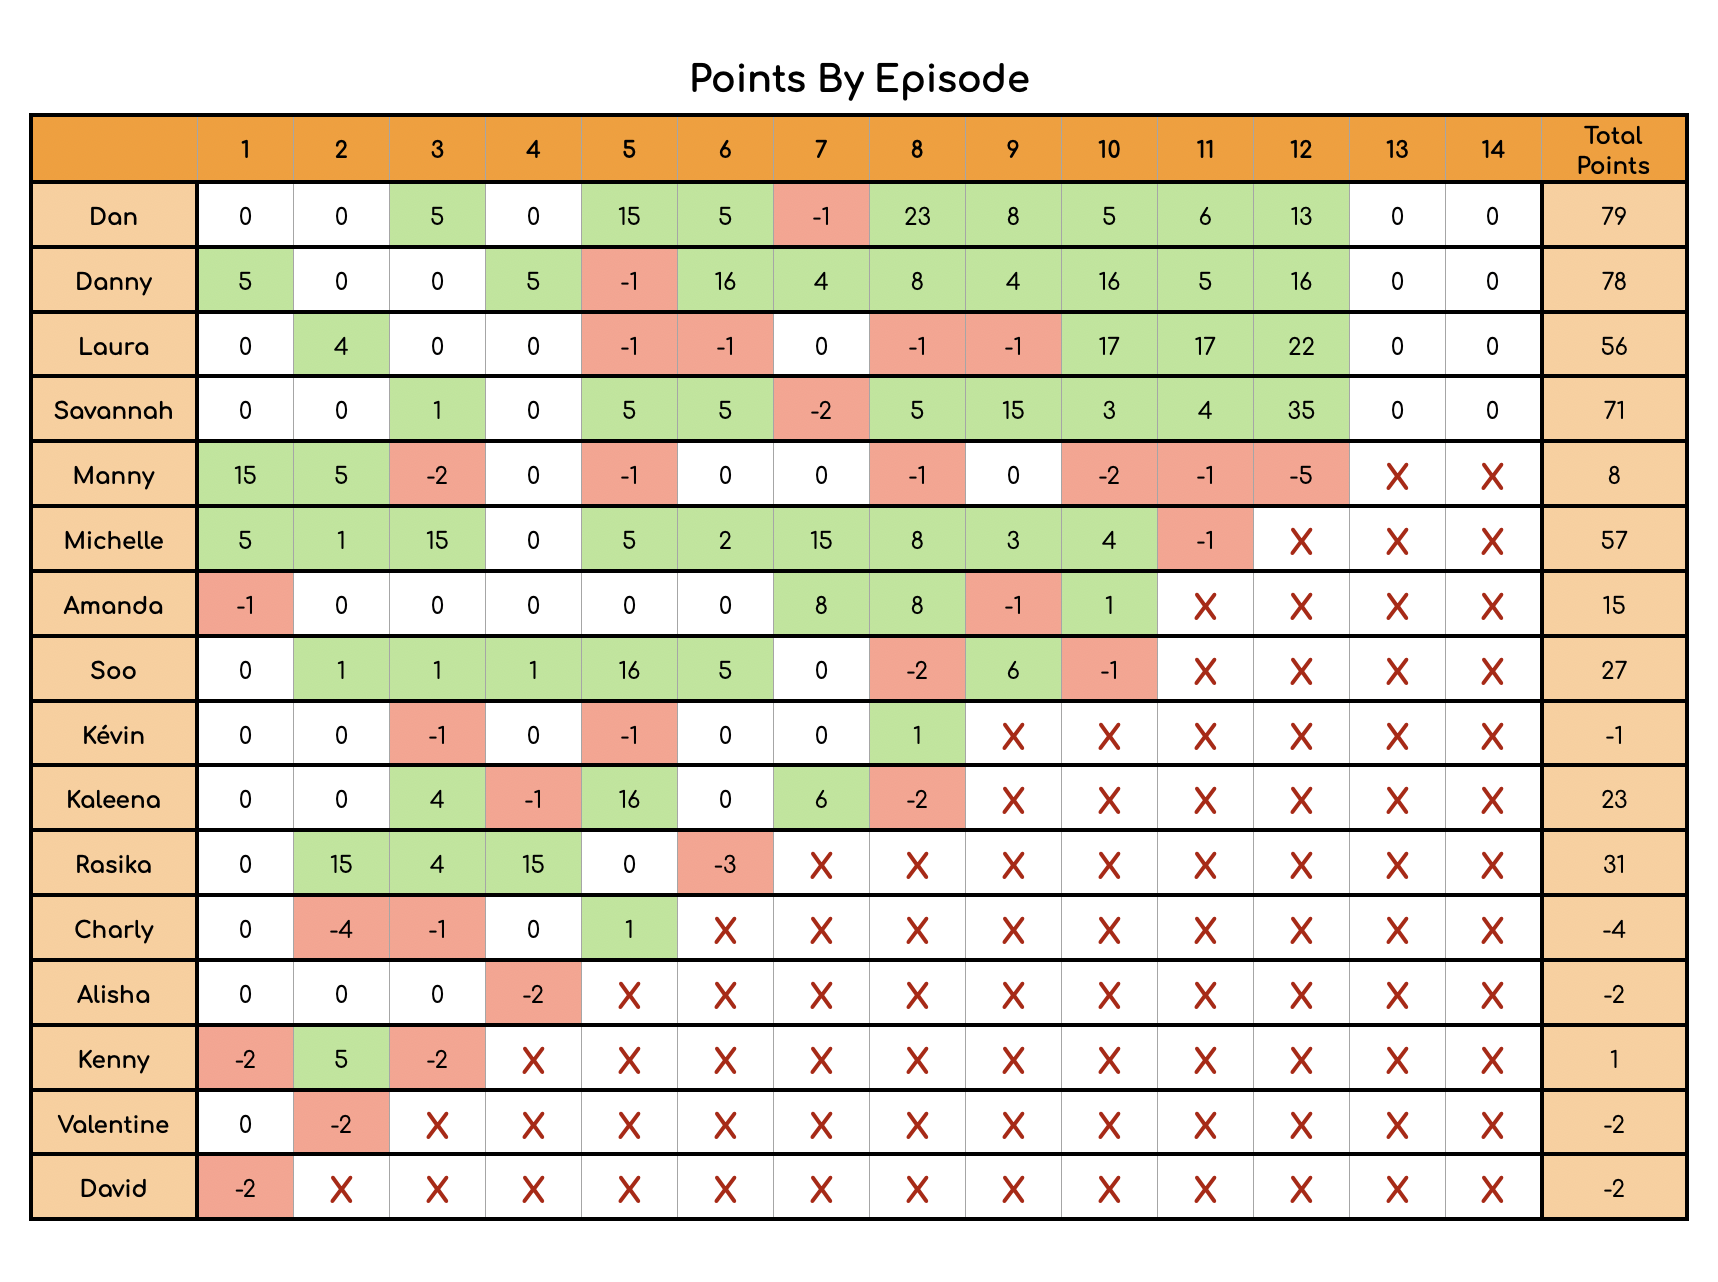 Points By Episode
1 2 3 4 5 6 7 8 9 10 11 12 13 14 Total Points
Dan 0 0 5 0 15 5 -1 23 8 5 6 13 0 0 79
Danny 5 0 0 5 -1 16 4 8 4 16 5 16 0 0 78
Laura 0 4 0 0 -1 -1 0 -1 -1 17 17 22 0 0 56
Savannah 0 0 1 0 5 5 -2 5 15 3 4 35 0 0 71
Manny 15 5 -2 0 -1 0 0 -1 0 -2 -1 -5 X X 8
Michelle 5 1 15 0 5 2 15 8 3 4 -1 X X X 57
Amanda -1 0 0 0 0 0 8 8 -1 1 X X X X 15
Soo 0 1 1 1 16 5 0 -2 6 -1 X X X X 27
Kévin 0 0 -1 0 -1 0 0 1 X X X X X X -1
Kaleena 0 0 4 -1 16 0 6 -2 X X X X X X 23
Rasika 0 15 4 15 0 -3 X X X X X X X X 31
Charly 0 -4 -1 0 1 X X X X X X X X X -4
Alisha 0 0 0 -2 X X X X X X X X X X -2
Kenny -2 5 -2 X X X X X X X X X X X 1
Valentine 0 -2 X X X X X X X X X X X X -2
David -2 X X X X X X X X X X X X X -2